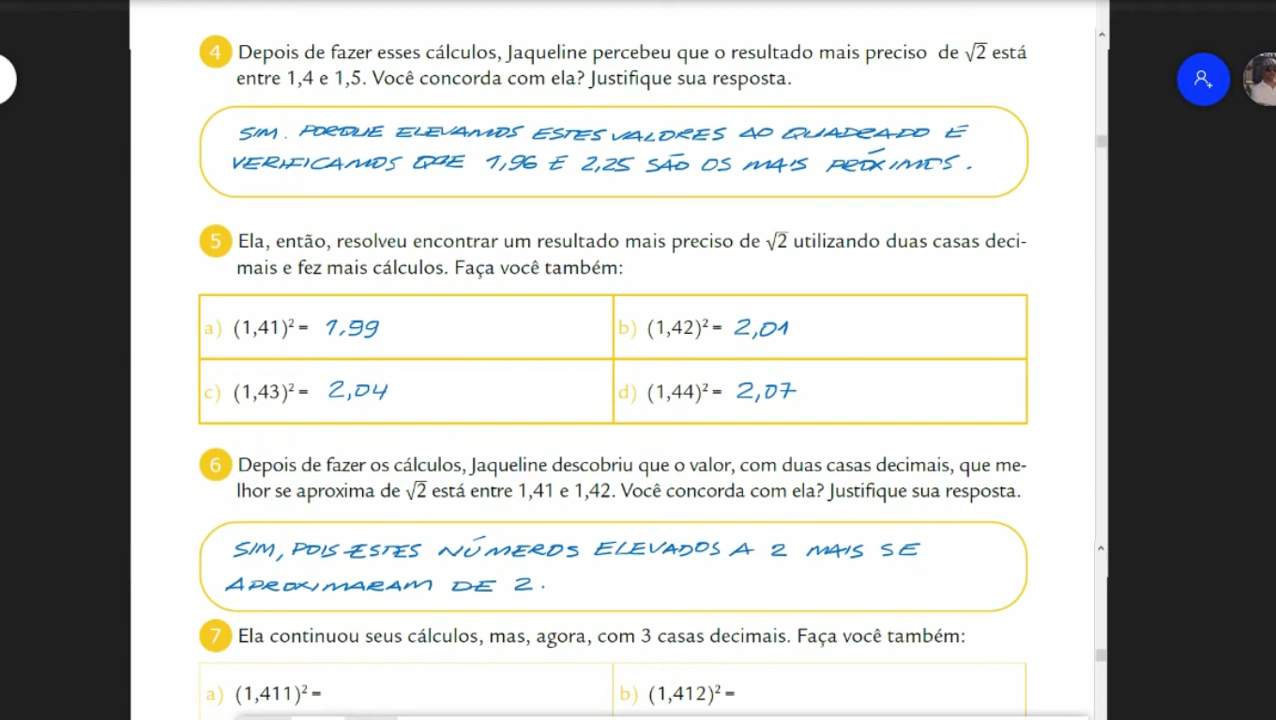 4 Depois de fazer esses cálculos, Jaqueline percebeu que o resultado mais preciso de √2 está
entre 1,4 e 1,5. Você concorda com ela? Justifique sua resposta.
SIM. PORQUE ELEVAMOS ESTES VALORES AO QUADRADO E
VERIFICAMOS QUE 1,96 E 2,25 SÃO OS MAIS PRÓXIMOS.
5 Ela, então, resolveu encontrar um resultado mais preciso de √2 utilizando duas casas deci-
mais e fez mais cálculos. Faça você também:
a) (1,41)² = 1,99
b) (1,42)² = 2,01
c) (1,43)² = 2,04
d) (1,44)² = 2,07
6 Depois de fazer os cálculos, Jaqueline descobriu que o valor, com duas casas decimais, que me-
lhor se aproxima de √2 está entre 1,41 e 1,42. Você concorda com ela? Justifique sua resposta.
SIM, POIS ESTES NÚMEROS ELEVADOS A 2 MAIS SE
APROXIMARAM DE 2.
7 Ela continuou seus cálculos, mas, agora, com 3 casas decimais. Faça você também:
a) (1,411)² =
b) (1,412)² =